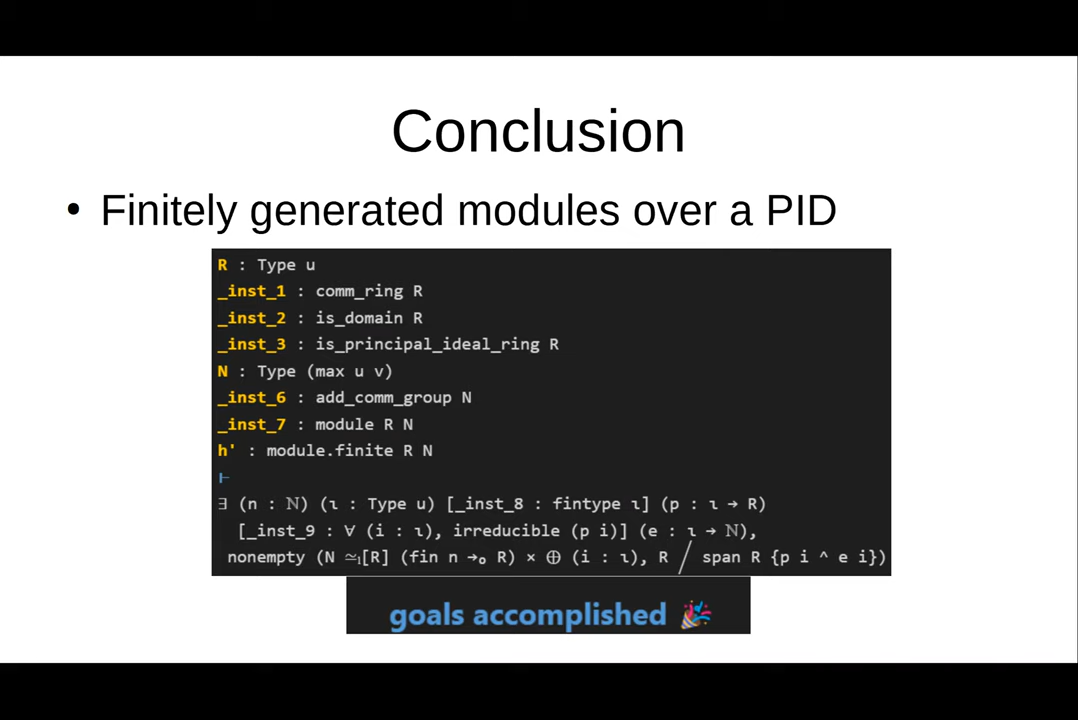 Conclusion
• Finitely generated modules over a PID
R : Type u
_inst_1 : comm_ring R
_inst_2 : is_domain R
_inst_3 : is_principal_ideal_ring R
N : Type (max u v)
_inst_6 : add_comm_group N
_inst_7 : module R N
h' : module.finite R N
⊢
∃ (n : ℕ) (ι : Type u) [_inst_8 : fintype ι] (p : ι → R)
[_inst_9 : ∀ (i : ι), irreducible (p i)] (e : ι → ℕ),
nonempty (N ≃ₗ[R] (fin n →₀ R) × ⨁ (i : ι), R ╱ span R {p i ^ e i})
goals accomplished 🎉